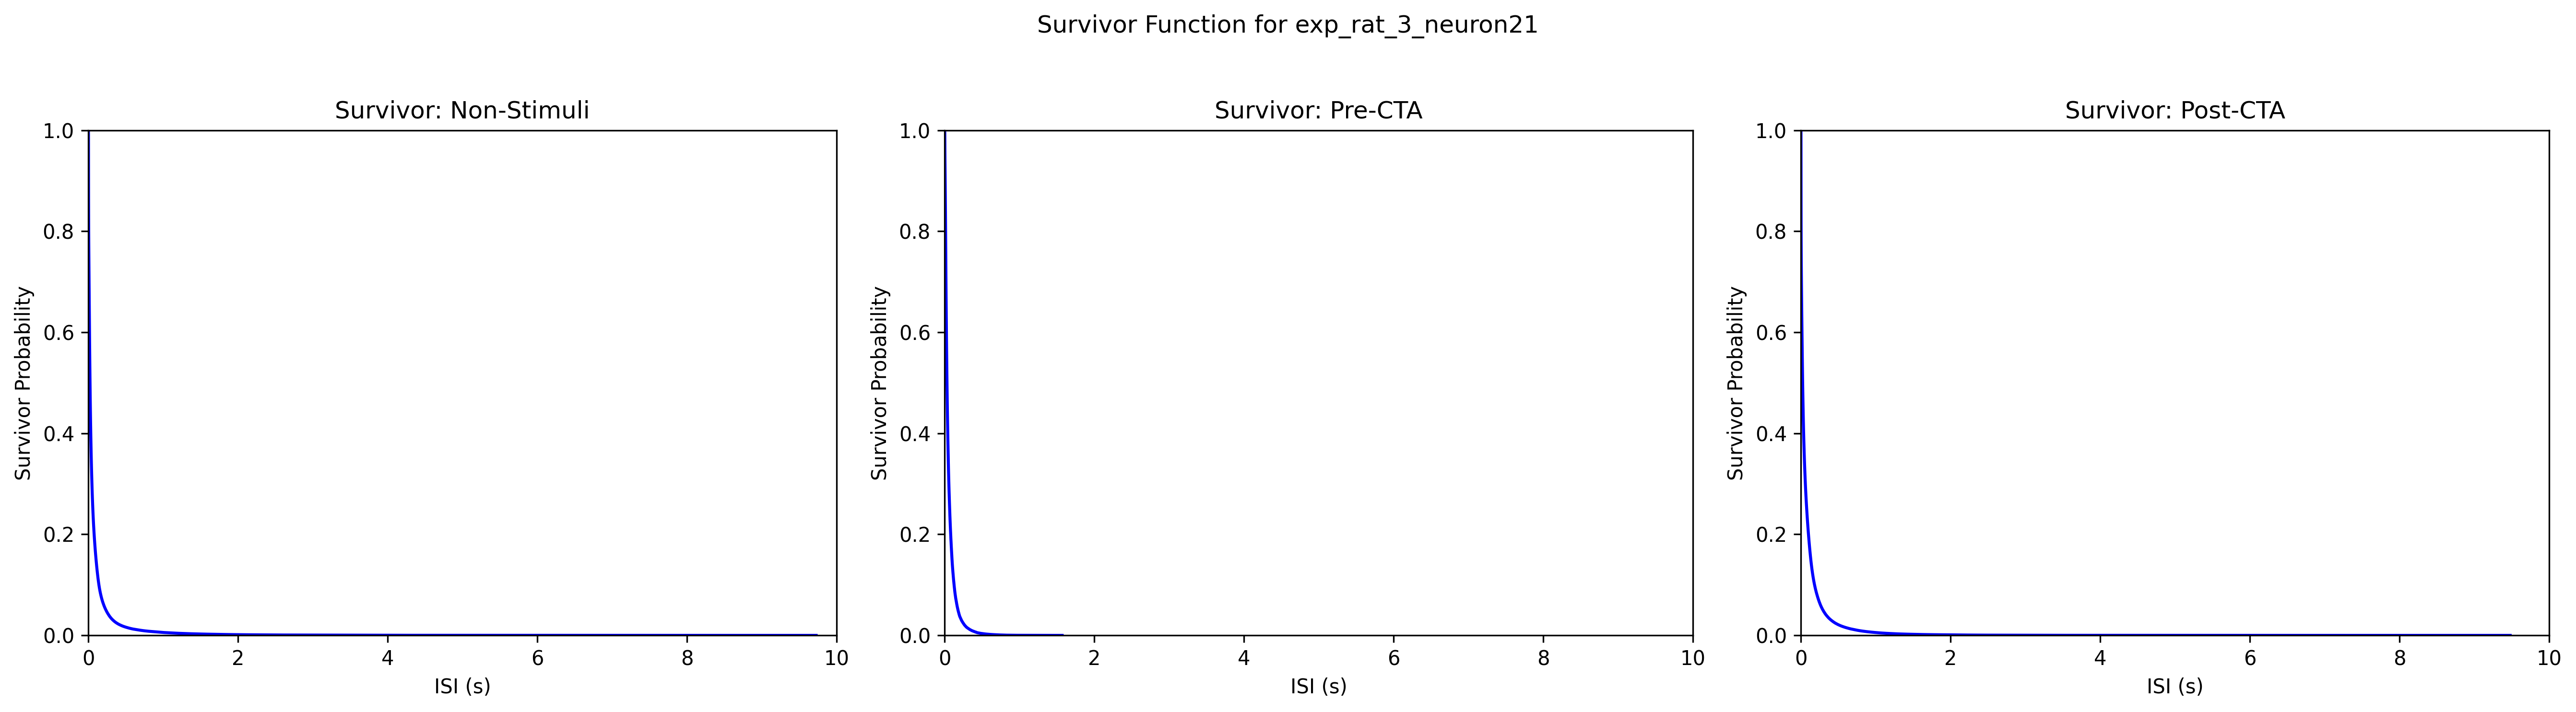 Survivor Function for exp_rat_3_neuron21
Survivor: Non-Stimuli
Survivor Probability
1.0
0.8
0.6
0.4
0.2
0.0
0 2 4 6 8 10
ISI (s)
Survivor: Pre-CTA
Survivor Probability
1.0
0.8
0.6
0.4
0.2
0.0
0 2 4 6 8 10
ISI (s)
Survivor: Post-CTA
Survivor Probability
1.0
0.8
0.6
0.4
0.2
0.0
0 2 4 6 8 10
ISI (s)